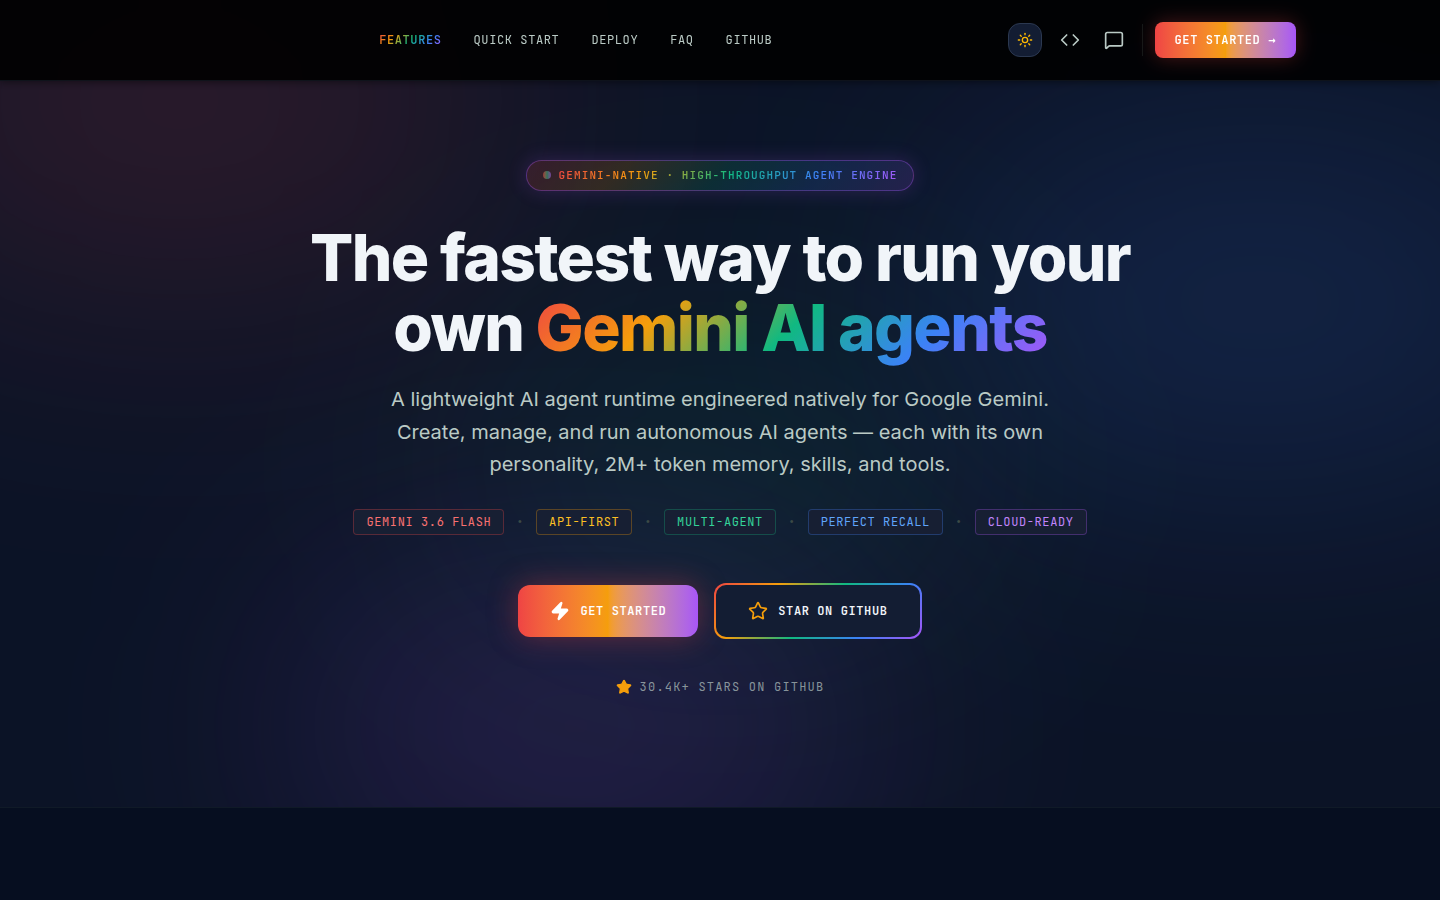 FEATURES QUICK START DEPLOY FAQ GITHUB GET STARTED →
GEMINI-NATIVE · HIGH-THROUGHPUT AGENT ENGINE
The fastest way to run your
own Gemini AI agents
A lightweight AI agent runtime engineered natively for Google Gemini.
Create, manage, and run autonomous AI agents — each with its own
personality, 2M+ token memory, skills, and tools.
GEMINI 3.6 FLASH · API-FIRST · MULTI-AGENT · PERFECT RECALL · CLOUD-READY
GET STARTED STAR ON GITHUB
30.4K+ STARS ON GITHUB